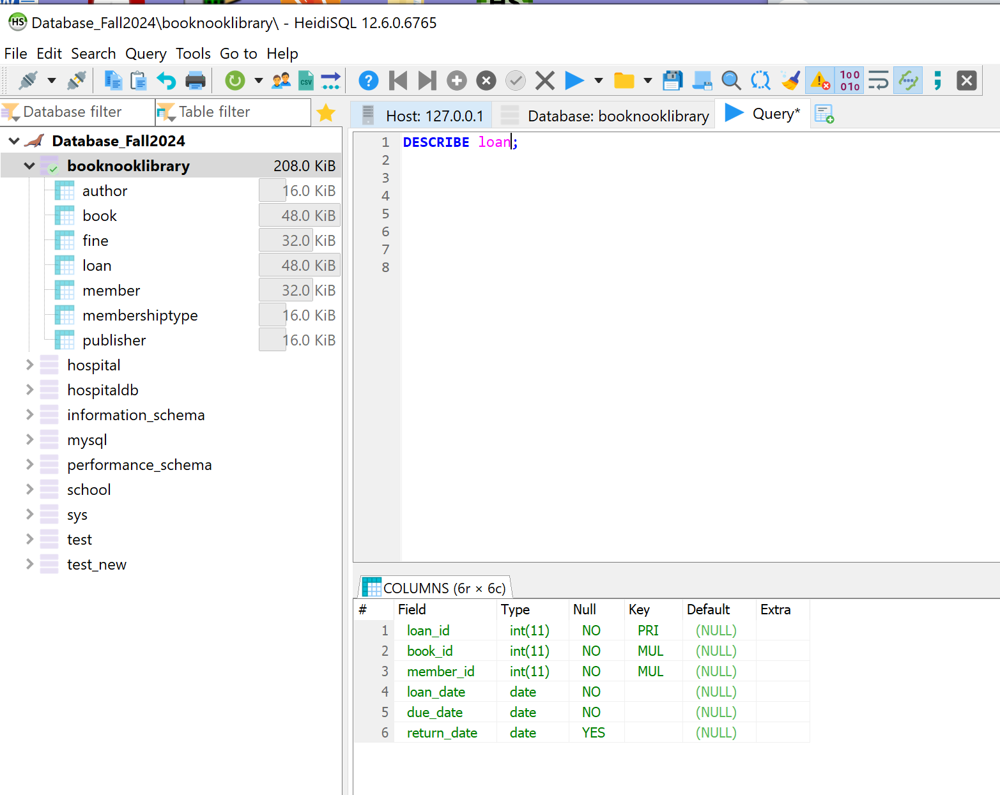 Database_Fall2024\booknooklibrary\ - HeidiSQL 12.6.0.6765
File Edit Search Query Tools Go to Help
Database filter
Table filter
Host: 127.0.0.1
Database: booknooklibrary
Query*
Database_Fall2024
booknooklibrary 208.0 KiB
author 16.0 KiB
book 48.0 KiB
fine 32.0 KiB
loan 48.0 KiB
member 32.0 KiB
membershiptype 16.0 KiB
publisher 16.0 KiB
hospital
hospitaldb
information_schema
mysql
performance_schema
school
sys
test
test_new
1 DESCRIBE loan;
2
3
4
5
6
7
8
COLUMNS (6r × 6c)
# Field Type Null Key Default Extra
1 loan_id int(11) NO PRI (NULL)
2 book_id int(11) NO MUL (NULL)
3 member_id int(11) NO MUL (NULL)
4 loan_date date NO (NULL)
5 due_date date NO (NULL)
6 return_date date YES (NULL)